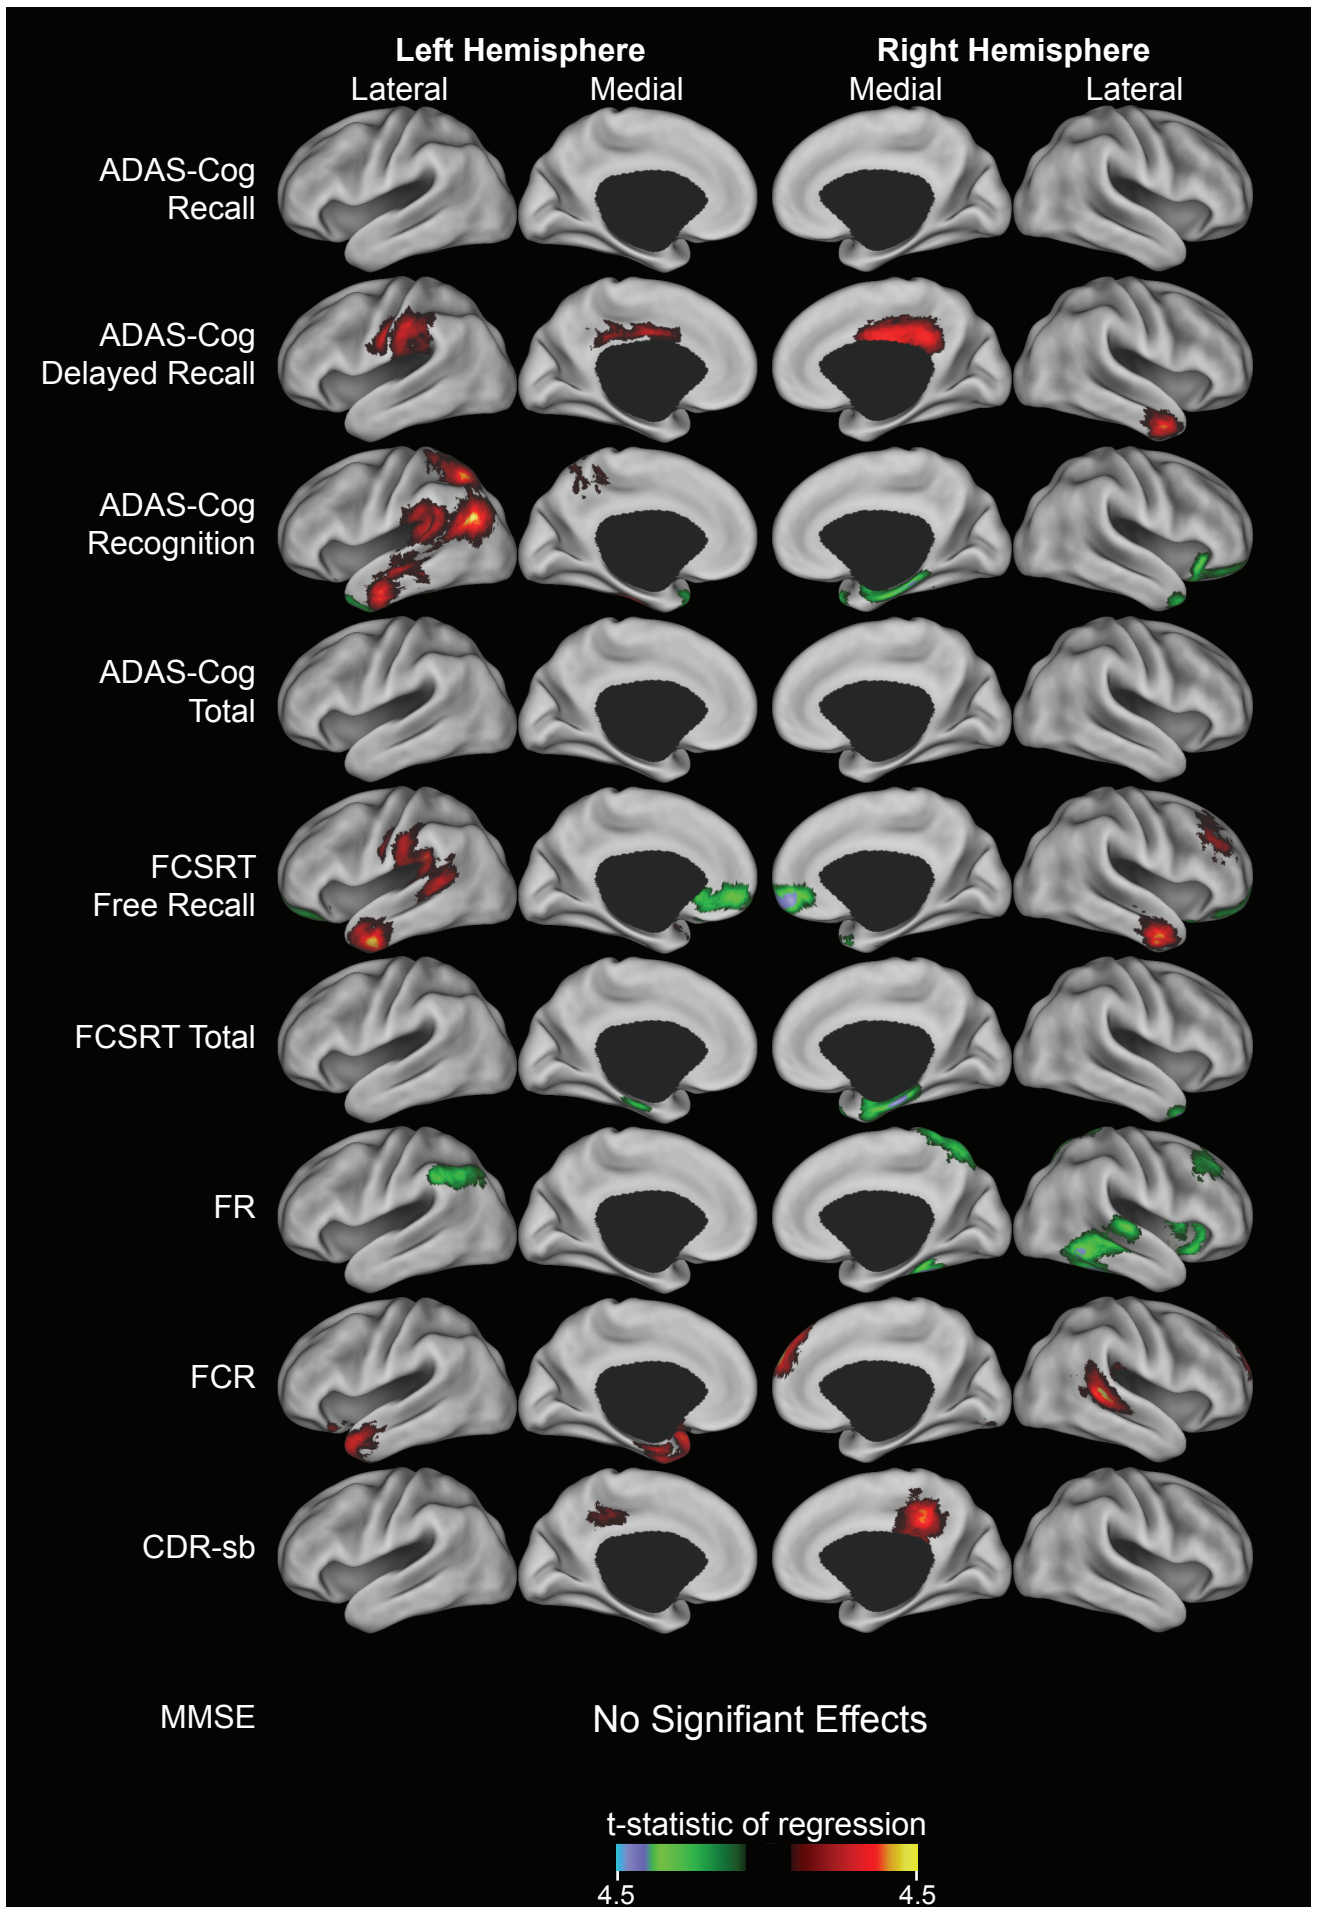 Left Hemisphere Right Hemisphere
Lateral Medial Medial Lateral
ADAS-Cog
Recall
ADAS-Cog
Delayed Recall
ADAS-Cog
Recognition
ADAS-Cog
Total
FCSRT
Free Recall
FCSRT Total
FR
FCR
CDR-sb
MMSE No Signifiant Effects
t-statistic of regression
4.5 4.5